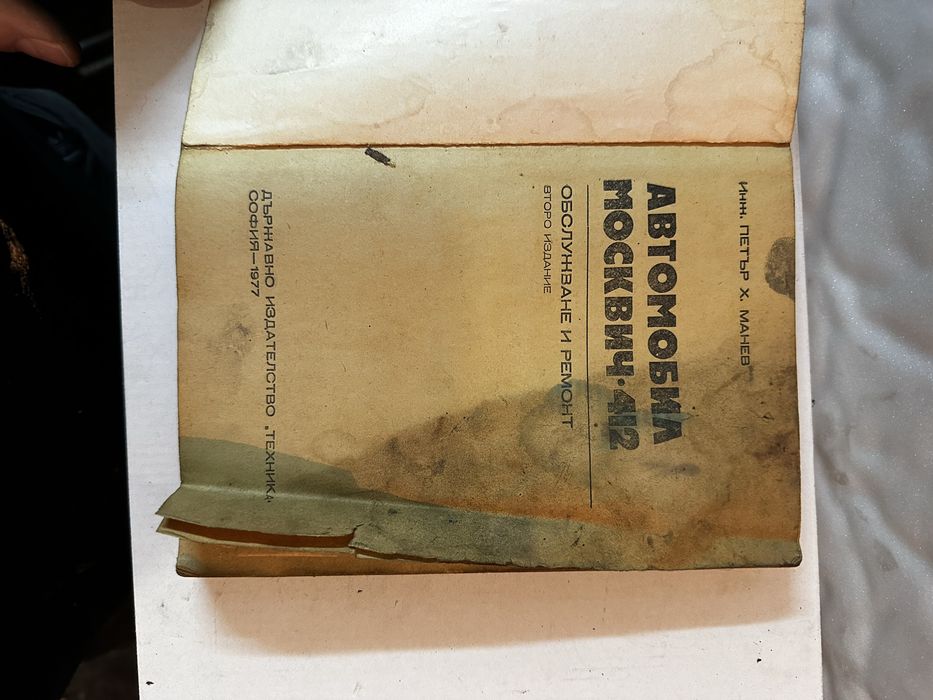 Инж. ПЕТЪР Х. МАНЕВ
АВТОМОБИЛ
МОСКВИЧ·412
ОБСЛУЖВАНЕ И РЕМОНТ
ВТОРО ИЗДАНИЕ
ДЪРЖАВНО ИЗДАТЕЛСТВО „ТЕХНИКА“
СОФИЯ—1977